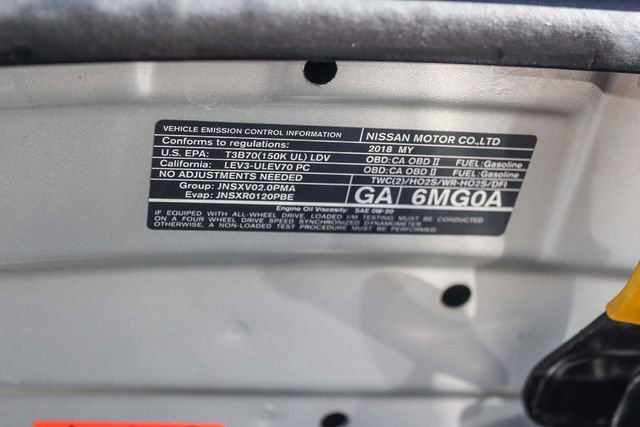 VEHICLE EMISSION CONTROL INFORMATION NISSAN MOTOR CO.,LTD
Conforms to regulations: 2018 MY
U.S. EPA: T3B70(150K UL) LDV OBD:CA OBD II FUEL:Gasoline
California: LEV3-ULEV70 PC OBD:CA OBD II FUEL:Gasoline
NO ADJUSTMENTS NEEDED TWC(2)/HO2S/WR-HO2S/DFI
Group: JNSXV02.0PMA
Evap: JNSXR0120PBE
GA 6MG0A
Engine Oil Viscosity: SAE 0W-20
IF EQUIPPED WITH ALL-WHEEL DRIVE, LOADED I/M TESTING MUST BE CONDUCTED
ON A FOUR WHEEL DRIVE SPEED SYNCHRONIZED DYNAMOMETER.
OTHERWISE, A NON-LOADED TEST PROCEDURE MUST BE PERFORMED.